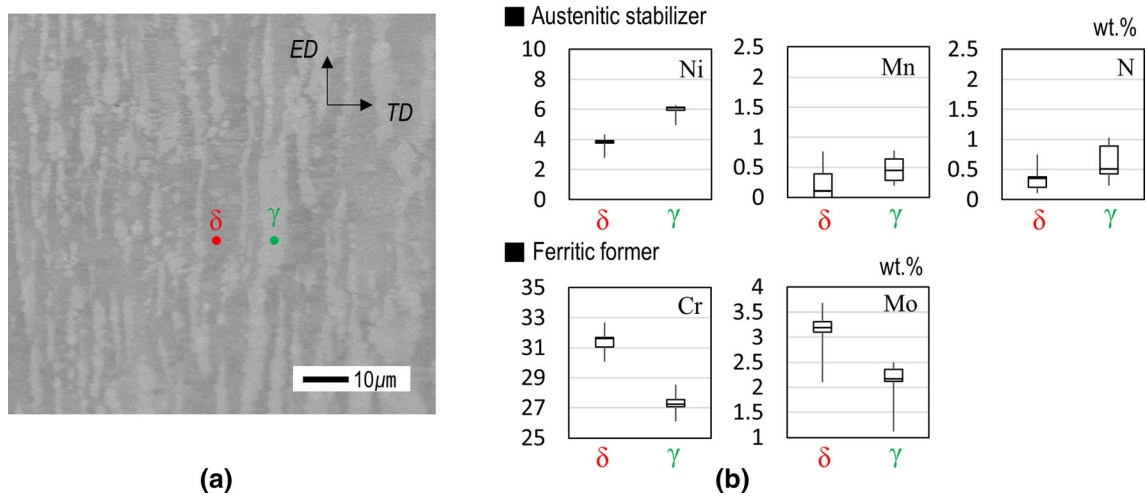 ED
TD
δ
γ
10μm
(a)
(b)
■ Austenitic stabilizer
wt.%
10
8
6
4
2
0
Ni
δ
γ
2.5
2
1.5
1
0.5
0
Mn
δ
γ
2.5
2
1.5
1
0.5
0
N
δ
γ
■ Ferritic former
wt.%
35
33
31
29
27
25
Cr
δ
γ
4
3.5
3
2.5
2
1.5
1
Mo
δ
γ